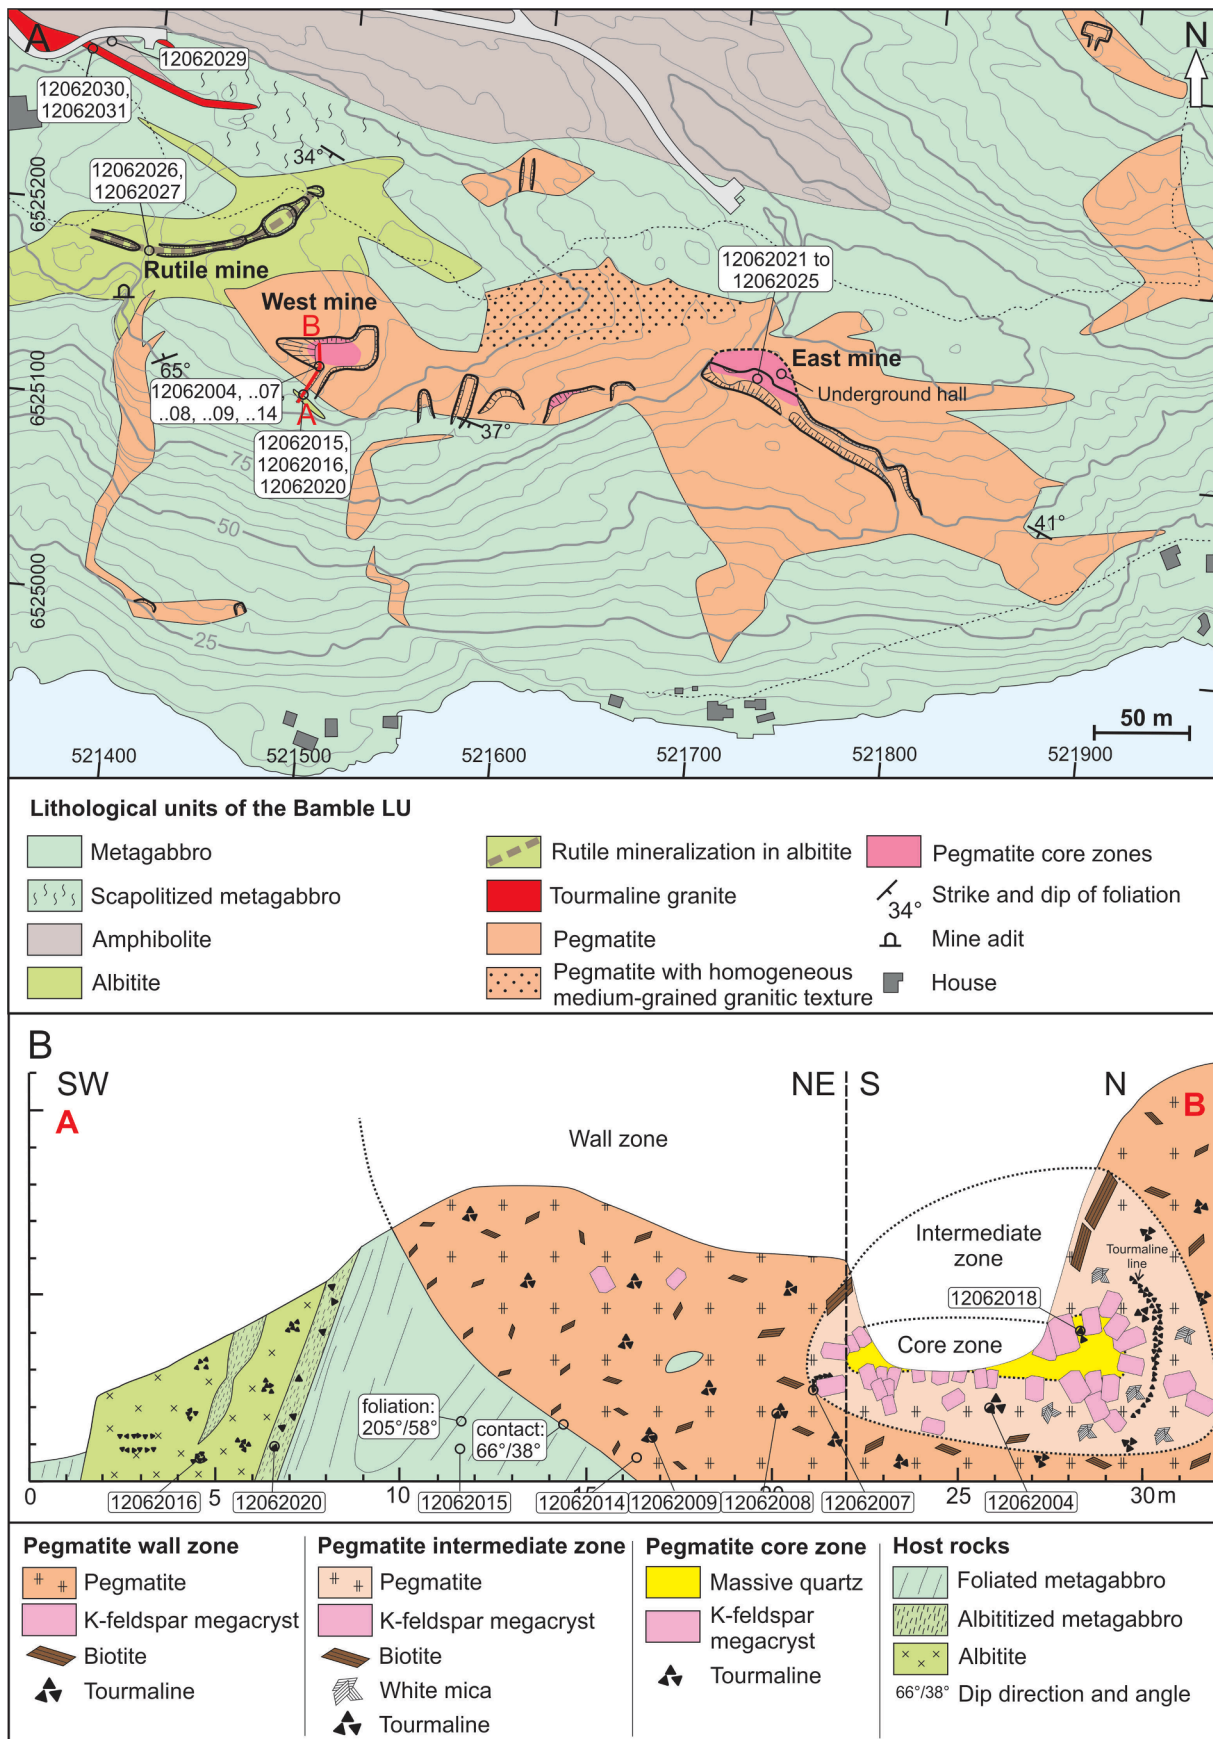 A
N
12062029
12062030,
12062031
34°
12062026,
12062027
6525200
Rutile mine
West mine
B
12062021 to
12062025
East mine
Underground hall
65°
6525100
12062004, ..07,
..08, ..09, ..14
A
37°
12062015,
12062016,
12062020
75
50
41°
6525000
25
50 m
521400
521500
521600
521700
521800
521900
Lithological units of the Bamble LU
Metagabbro
Scapolitized metagabbro
Amphibolite
Albitite
Rutile mineralization in albitite
Tourmaline granite
Pegmatite
Pegmatite with homogeneous
medium-grained granitic texture
Pegmatite core zones
34°
Strike and dip of foliation
Mine adit
House
B
SW
NE
S
N
A
B
Wall zone
Intermediate
zone
Tourmaline
line
12062018
Core zone
foliation:
205°/58°
contact:
66°/38°
0
5
10
25
30 m
12062016
12062020
12062015
12062014
12062009
12062008
12062007
12062004
Pegmatite wall zone
Pegmatite
K-feldspar megacryst
Biotite
Tourmaline
Pegmatite intermediate zone
Pegmatite
K-feldspar megacryst
Biotite
White mica
Tourmaline
Pegmatite core zone
Massive quartz
K-feldspar
megacryst
Tourmaline
Host rocks
Foliated metagabbro
Albititized metagabbro
Albitite
66°/38° Dip direction and angle